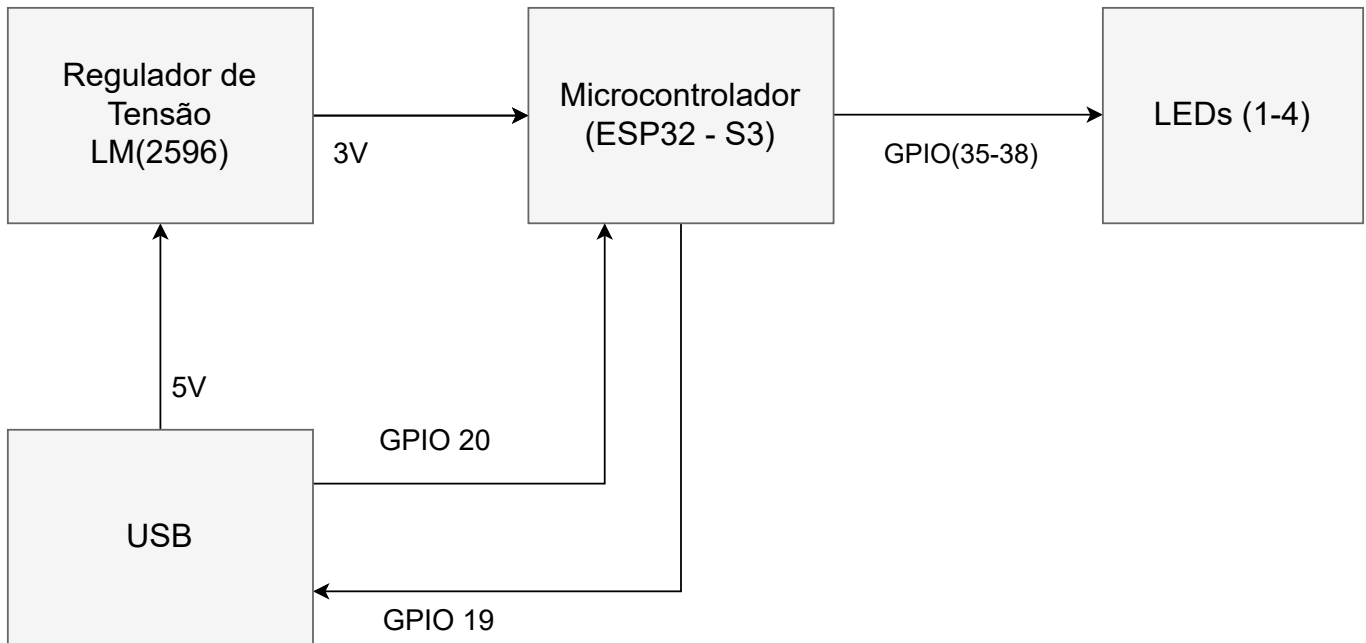 Regulador de
Tensão
LM(2596)
3V
Microcontrolador
(ESP32 - S3)
GPIO(35-38)
LEDs (1-4)
5V
GPIO 20
USB
GPIO 19